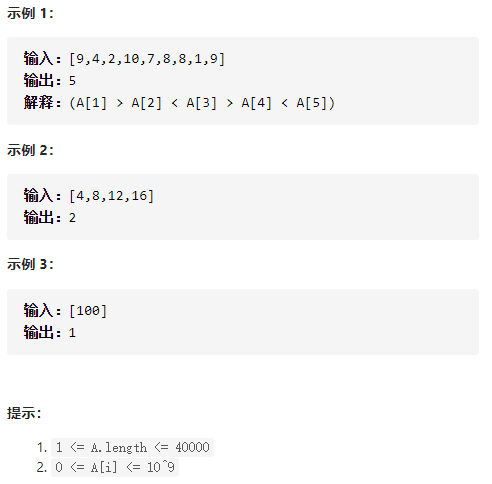 示例 1：
输入：[9,4,2,10,7,8,8,1,9]
输出：5
解释：(A[1] > A[2] < A[3] > A[4] < A[5])
示例 2：
输入：[4,8,12,16]
输出：2
示例 3：
输入：[100]
输出：1
提示：
1. 1 <= A.length <= 40000
2. 0 <= A[i] <= 10^9